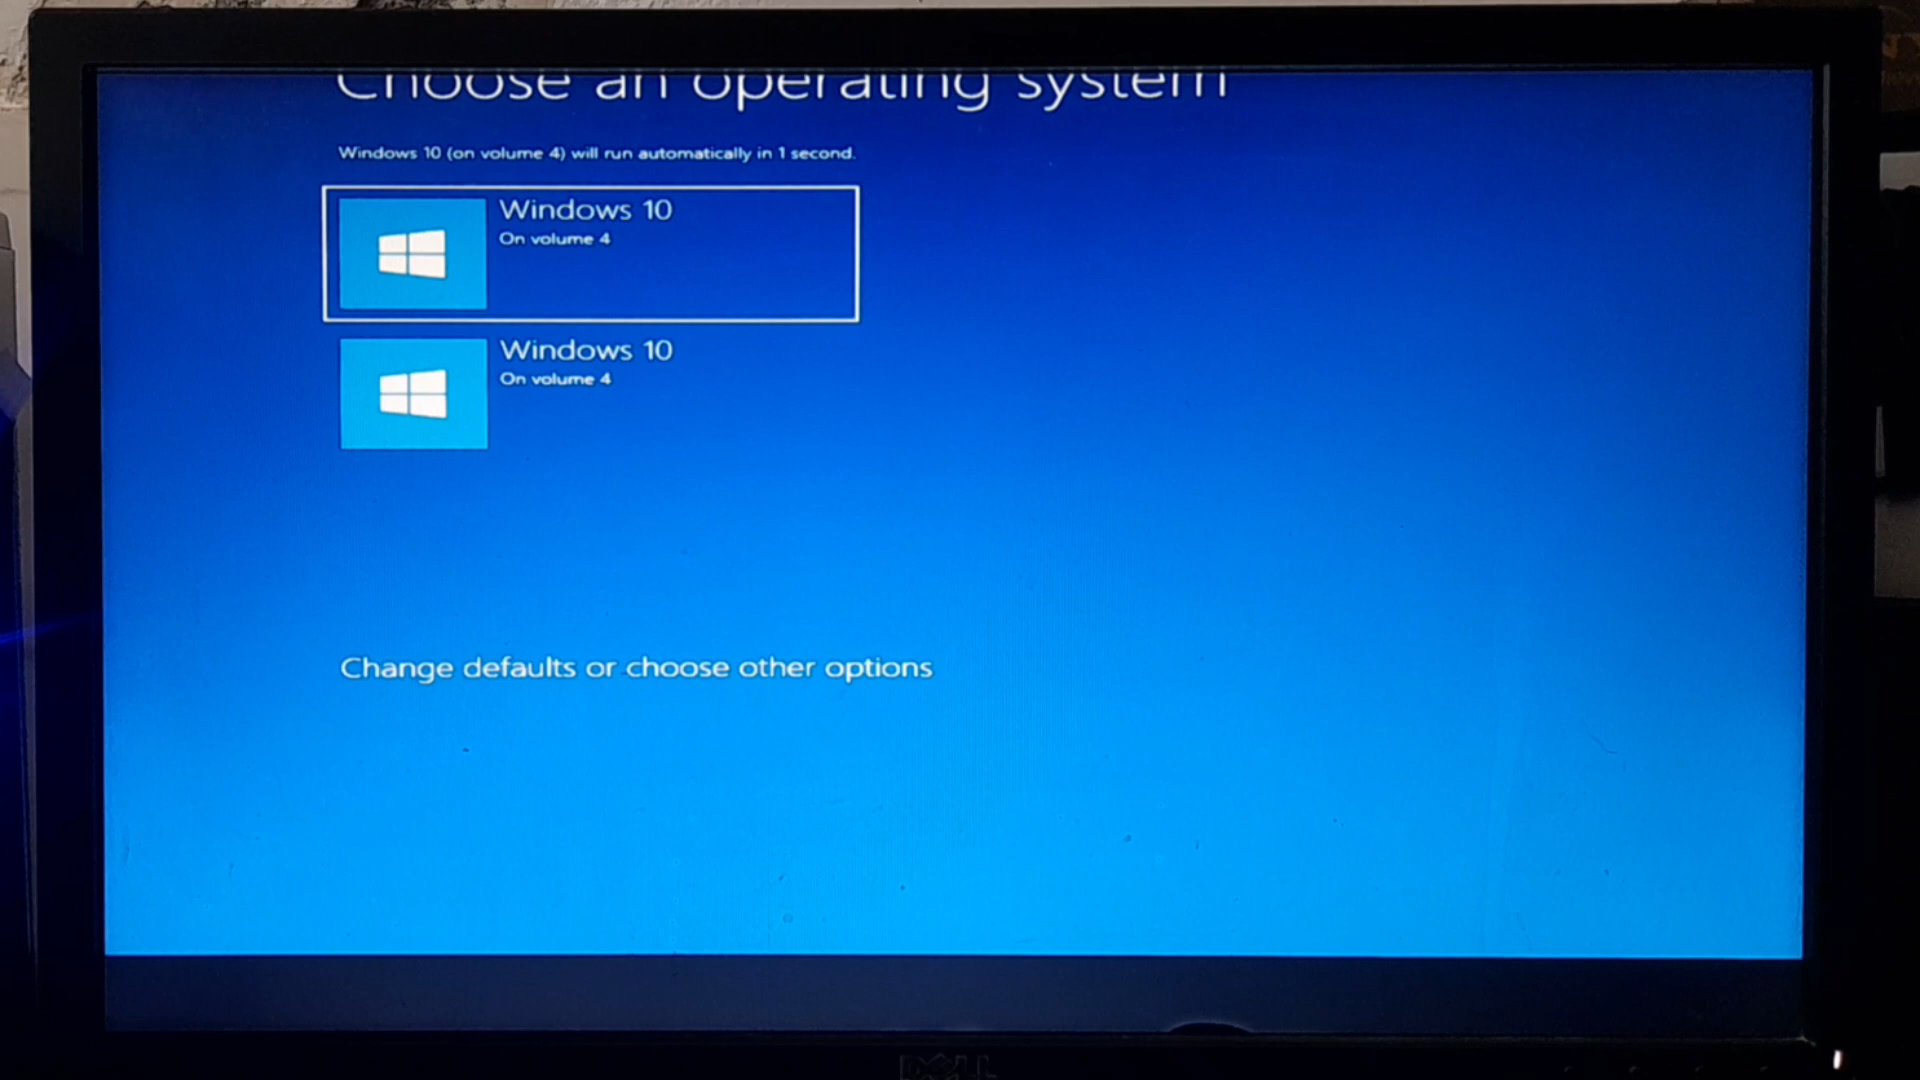 Choose an operating system
Windows 10 (on volume 4) will run automatically in 1 second.
Windows 10
On volume 4
Windows 10
On volume 4
Change defaults or choose other options
DELL